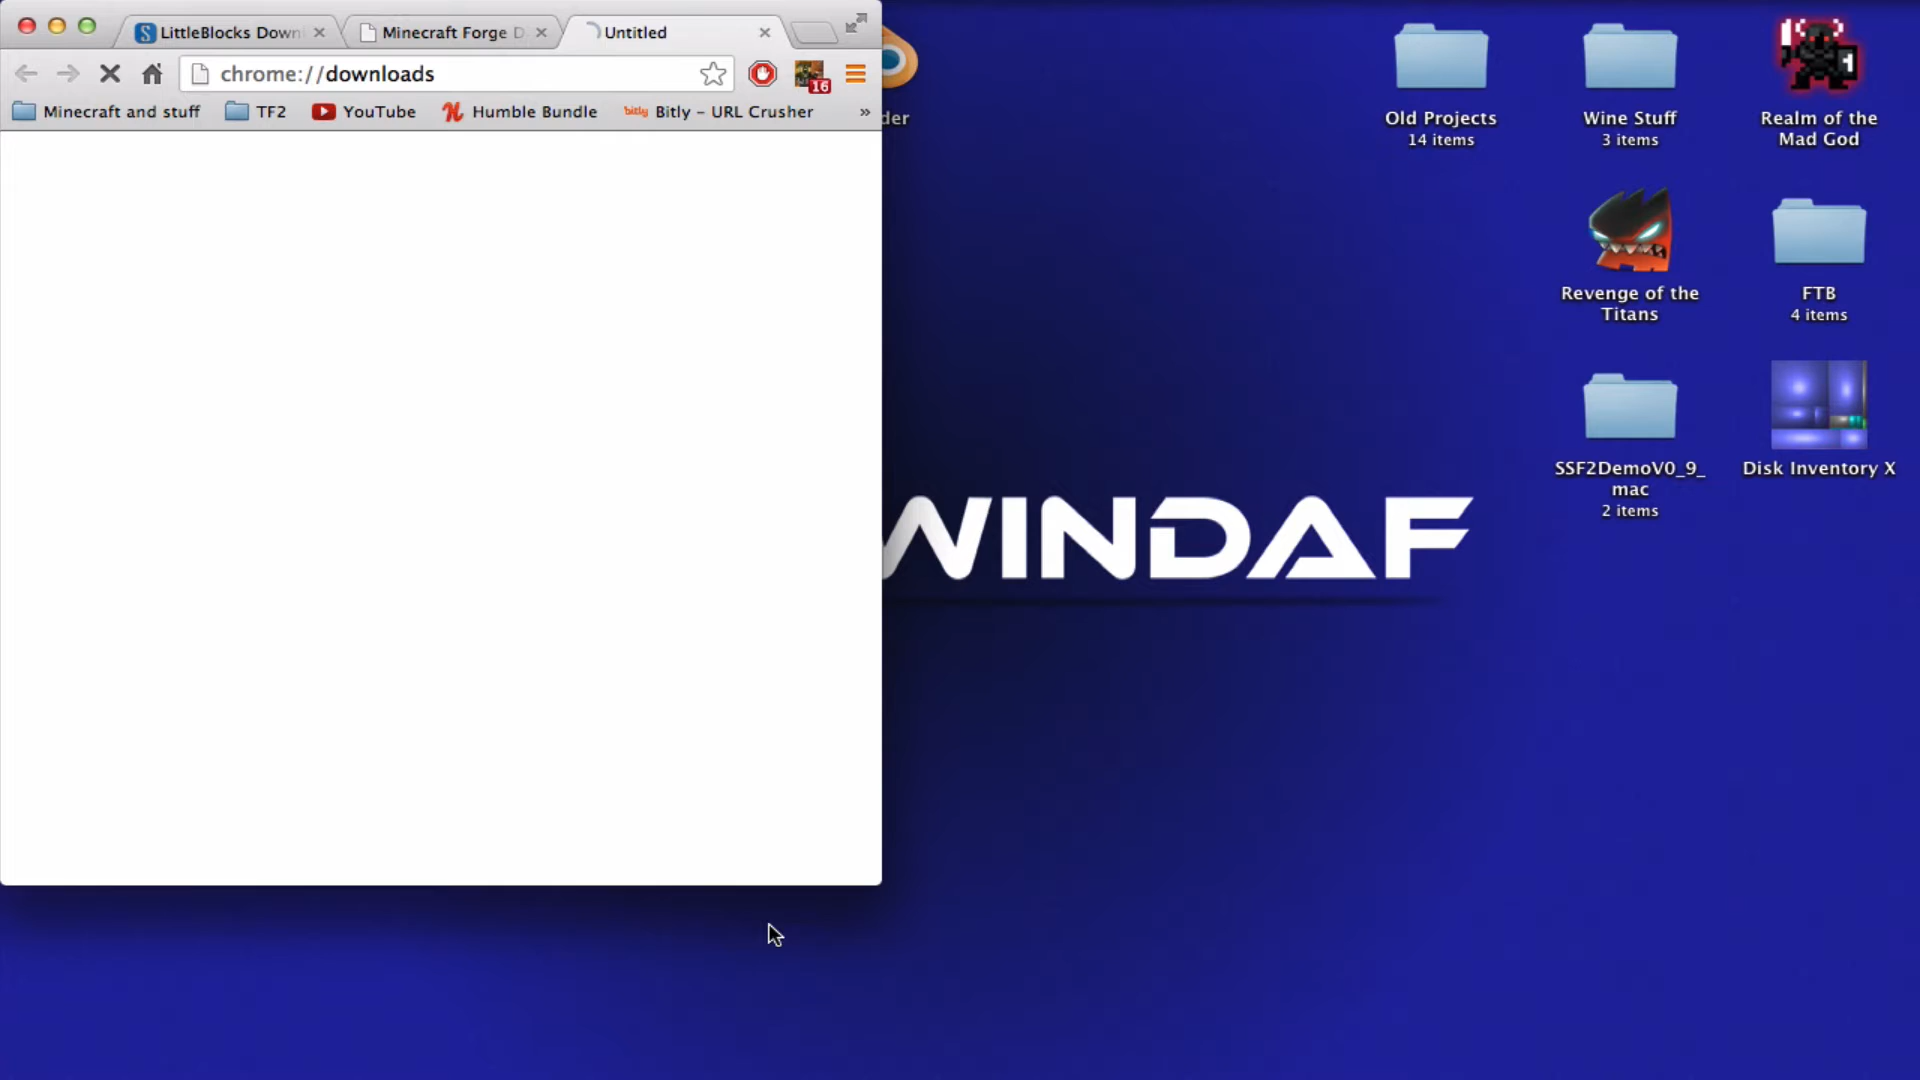 LittleBlocks Down
Minecraft Forge D
Untitled
chrome://downloads
16
Minecraft and stuff
TF2
YouTube
Humble Bundle
bitly
Bitly – URL Crusher
»
der
Old Projects
14 items
Wine Stuff
3 items
Realm of the
Mad God
Revenge of the
Titans
FTB
4 items
SSF2DemoV0_9_
mac
2 items
Disk Inventory X
WINDAF